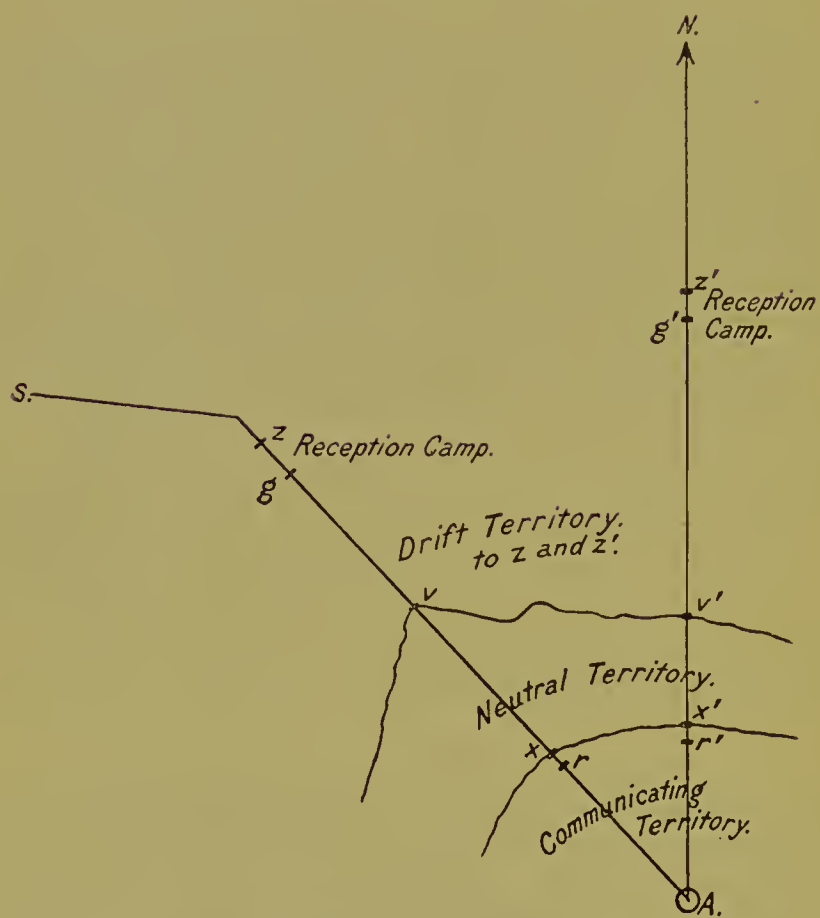 N.
z'
Reception
g' Camp.
S.
z Reception Camp.
g
Drift Territory.
to z and z'.
v
v'
Neutral Territory.
x'
x
r
r'
Communicating
Territory.
A.